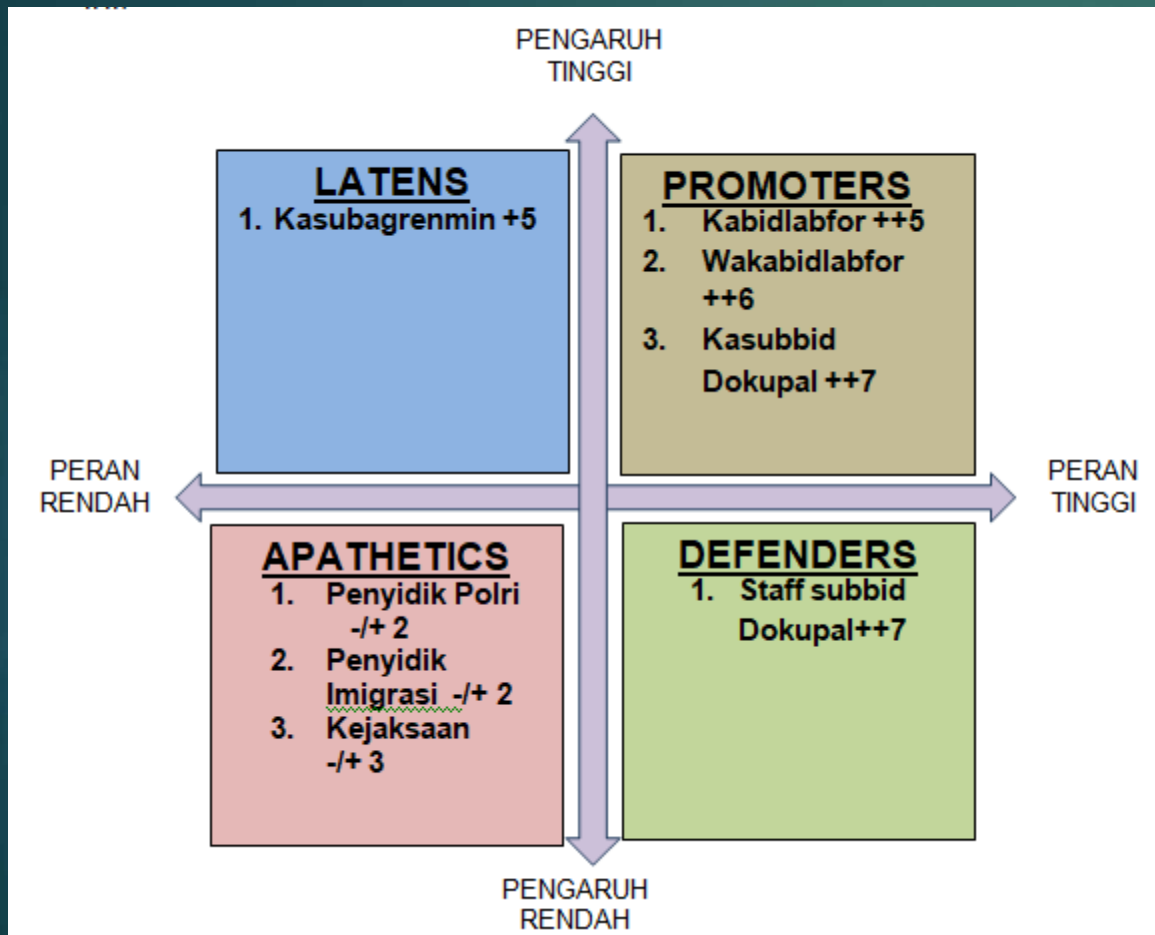 PENGARUH
TINGGI
LATENS
1. Kasubagrenmin +5
PROMOTERS
1. Kabidlabfor ++5
2. Wakabidlabfor
++6
3. Kasubbid
Dokupal ++7
PERAN
RENDAH
PERAN
TINGGI
APATHETICS
1. Penyidik Polri
-/+ 2
2. Penyidik
Imigrasi -/+ 2
3. Kejaksaan
-/+ 3
DEFENDERS
1. Staff subbid
Dokupal++7
PENGARUH
RENDAH